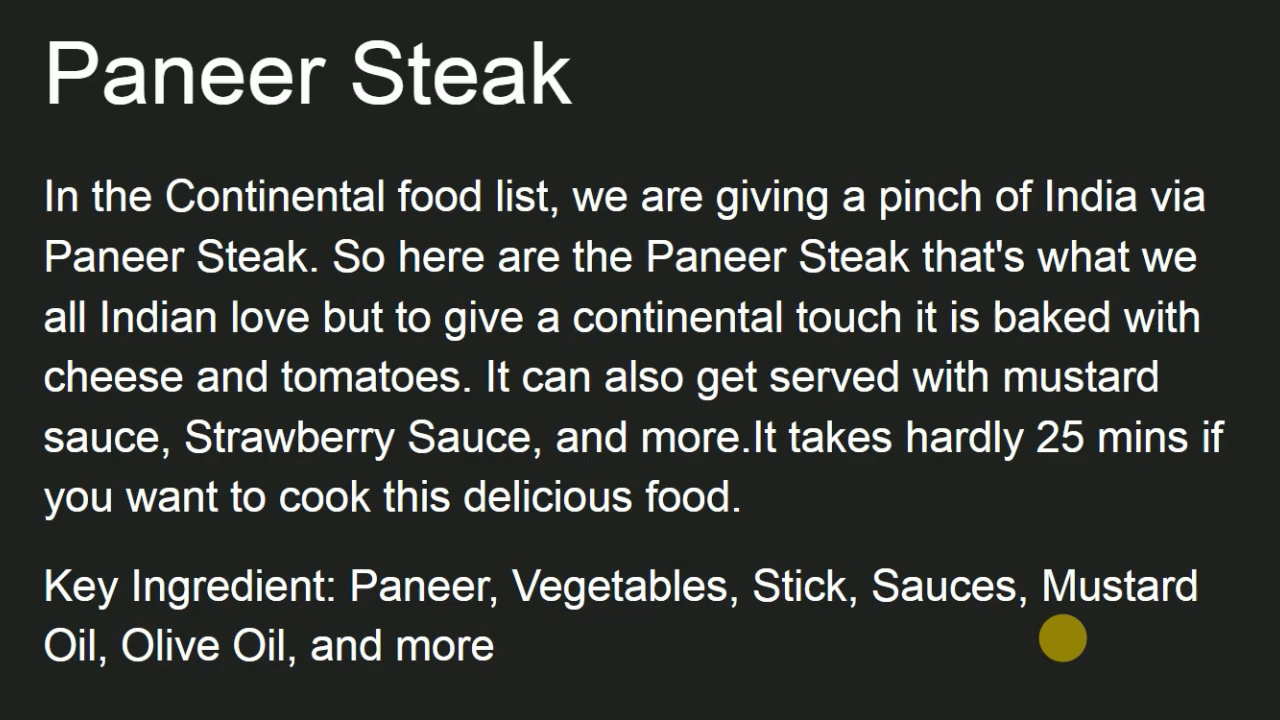 Paneer Steak
In the Continental food list, we are giving a pinch of India via
Paneer Steak. So here are the Paneer Steak that's what we
all Indian love but to give a continental touch it is baked with
cheese and tomatoes. It can also get served with mustard
sauce, Strawberry Sauce, and more.It takes hardly 25 mins if
you want to cook this delicious food.
Key Ingredient: Paneer, Vegetables, Stick, Sauces, Mustard
Oil, Olive Oil, and more